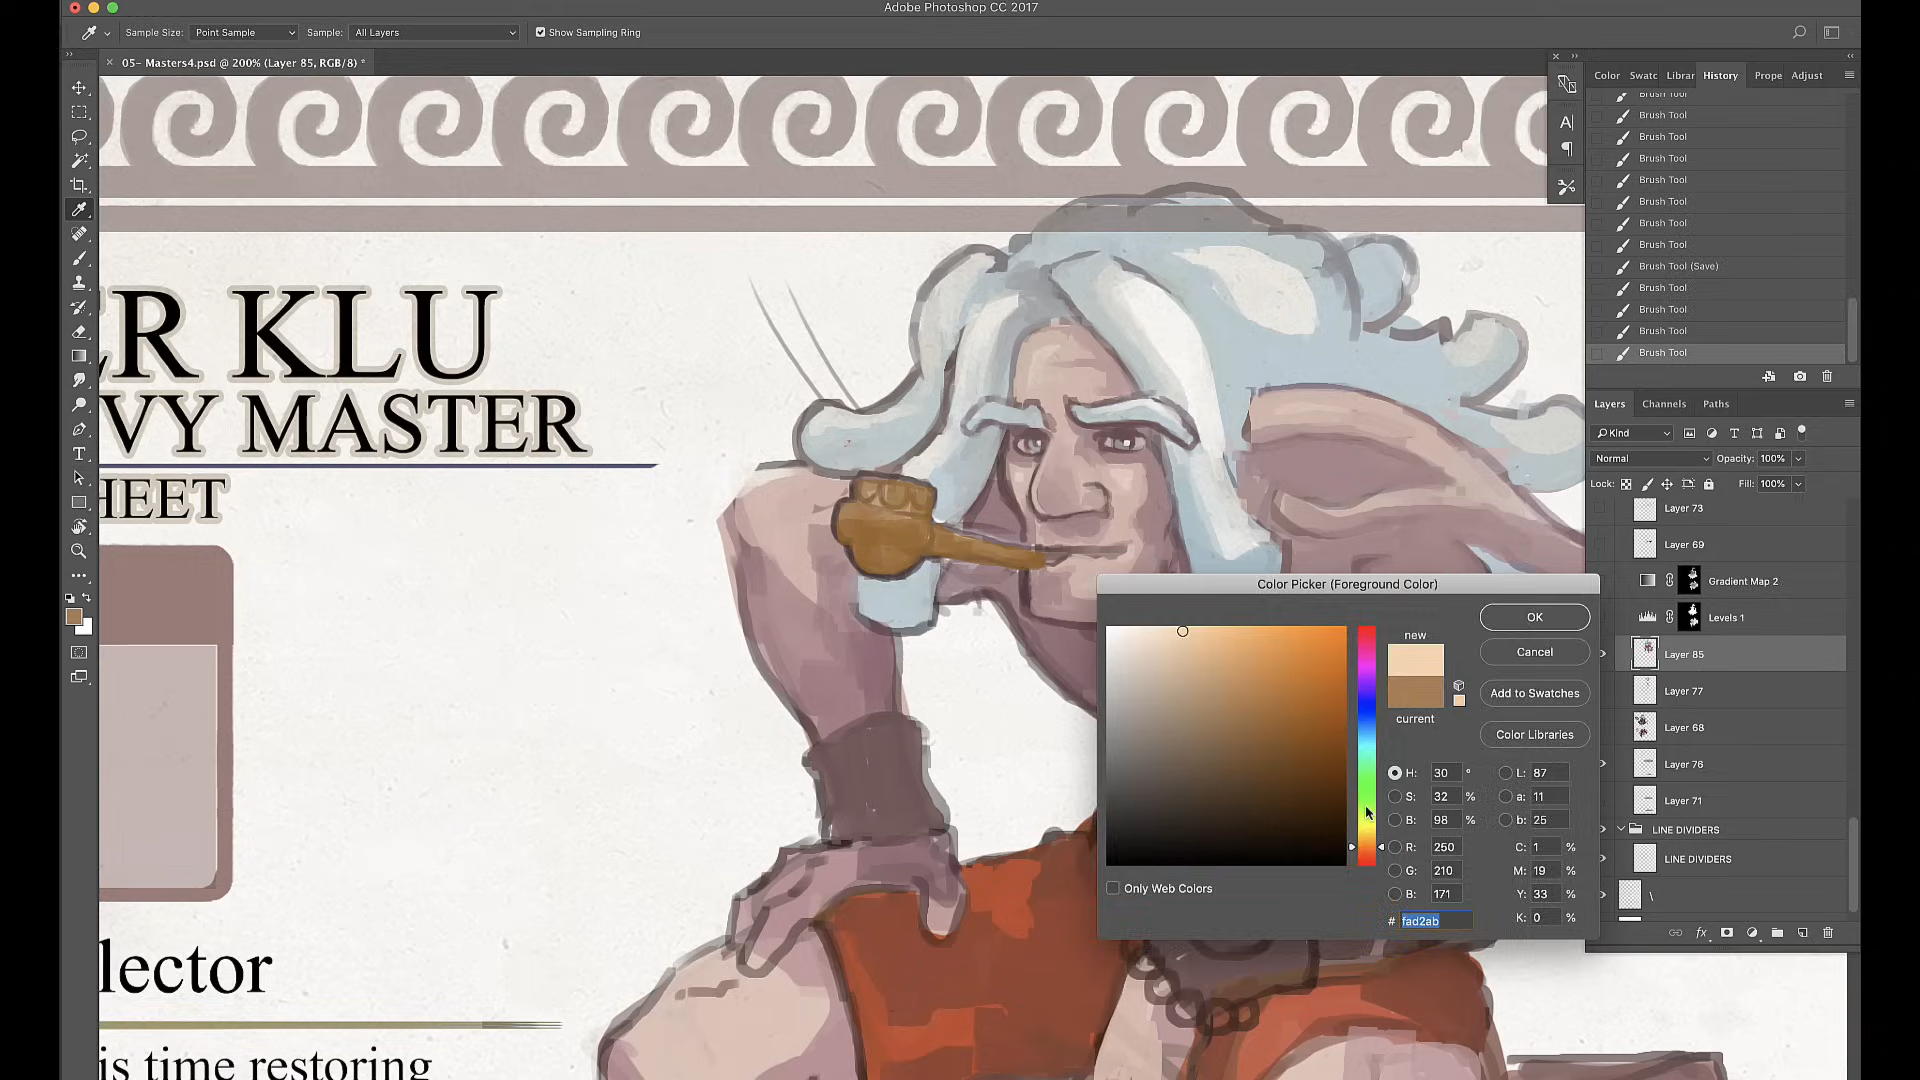 Adobe Photoshop CC 2017
Sample Size: Point Sample Sample: All Layers Show Sampling Ring
05- Masters4.psd @ 200% (Layer 85, RGB/8) *
Color Swatc Librar History Prope Adjust
Brush Tool
Brush Tool
Brush Tool
Brush Tool
Brush Tool
Brush Tool
Brush Tool
Brush Tool
Brush Tool (Save)
Brush Tool
Brush Tool
Brush Tool
Brush Tool
Layers Channels Paths
Kind
Normal Opacity: 100%
Lock: Fill: 100%
Layer 73
Layer 69
Gradient Map 2
Levels 1
Layer 85
Layer 77
Layer 68
Layer 76
Layer 71
LINE DIVIDERS
LINE DIVIDERS
\
fx
ER KLU
VY MASTER
HEET
llector
is time restoring
Color Picker (Foreground Color)
new
current
OK
Cancel
Add to Swatches
Color Libraries
H: 30 ° L: 87
S: 32 % a: 11
B: 98 % b: 25
R: 250 C: 1 %
G: 210 M: 19 %
B: 171 Y: 33 %
# fad2ab K: 0 %
Only Web Colors